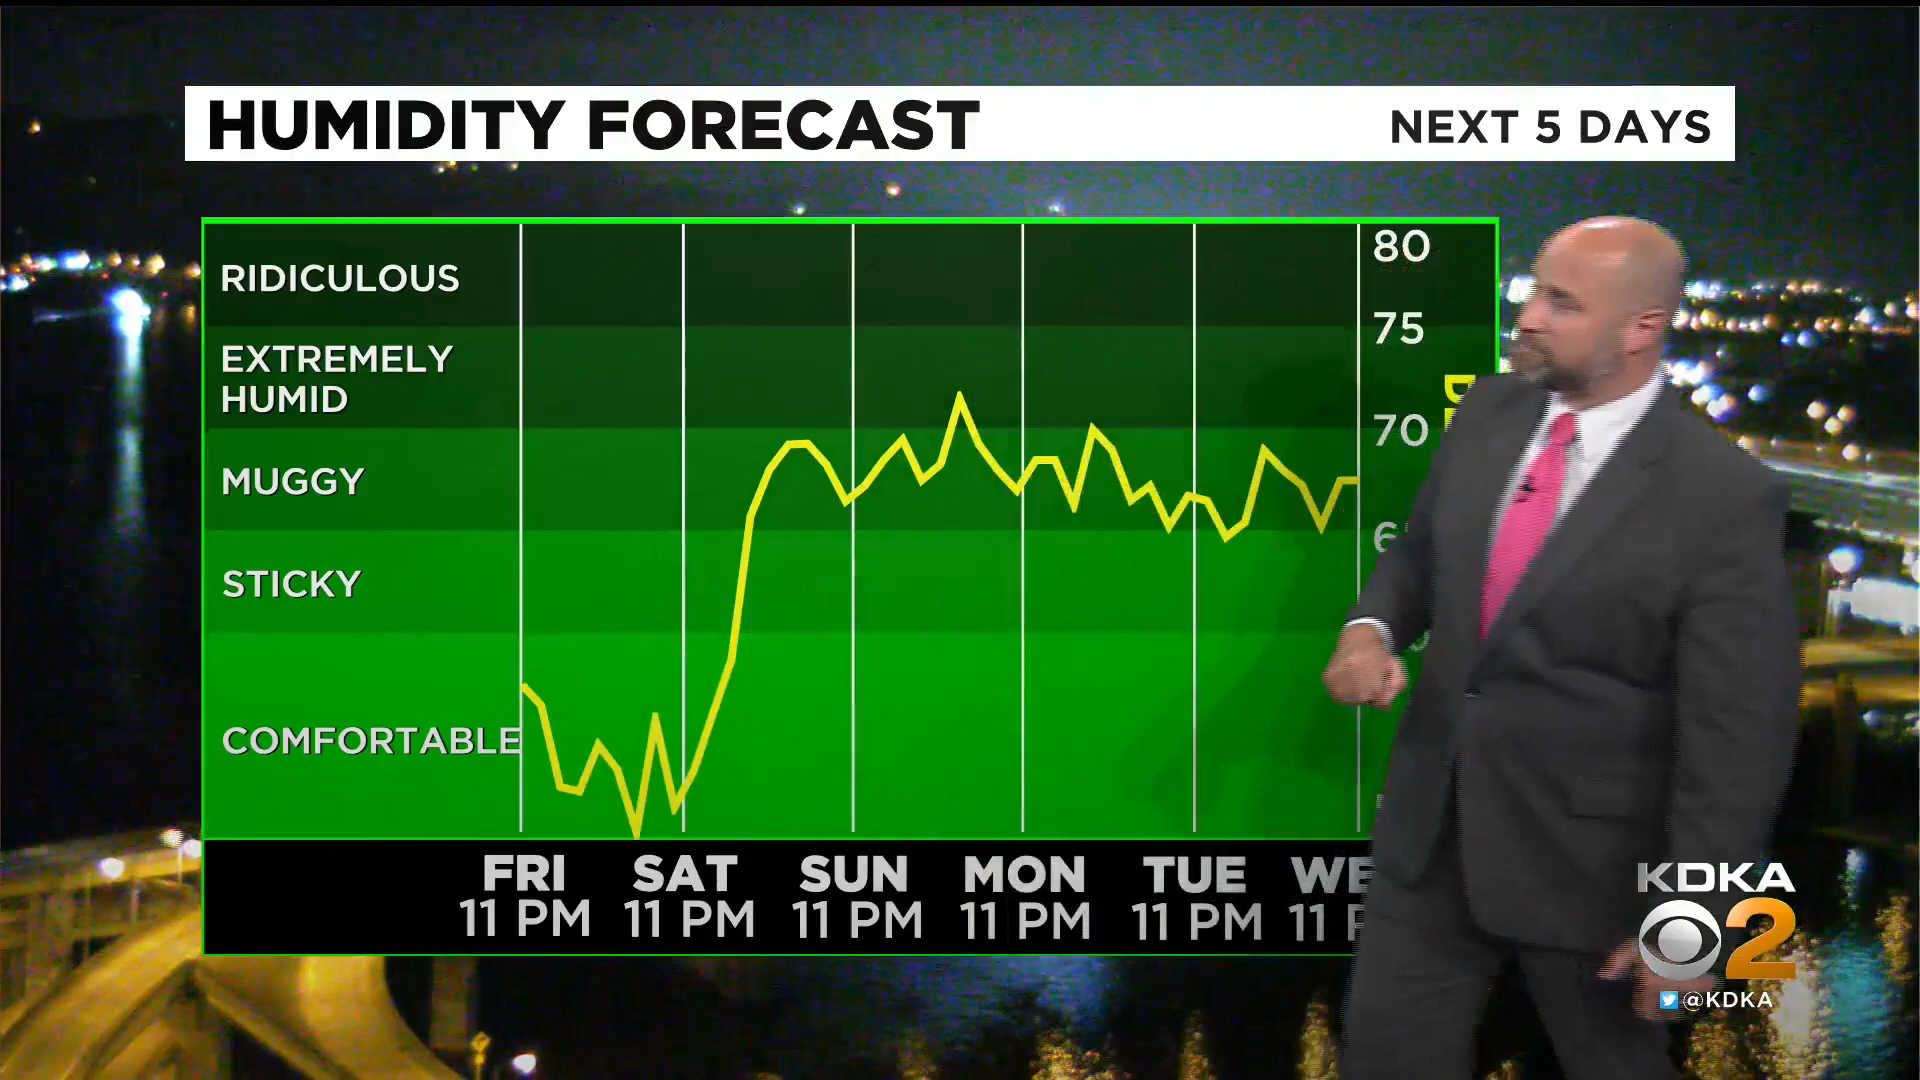 HUMIDITY FORECAST NEXT 5 DAYS
RIDICULOUS
EXTREMELY
HUMID
MUGGY
STICKY
COMFORTABLE
80
75
70
FRI SAT SUN MON TUE
11 PM 11 PM 11 PM 11 PM 11 PM 11
KDKA
2
@KDKA